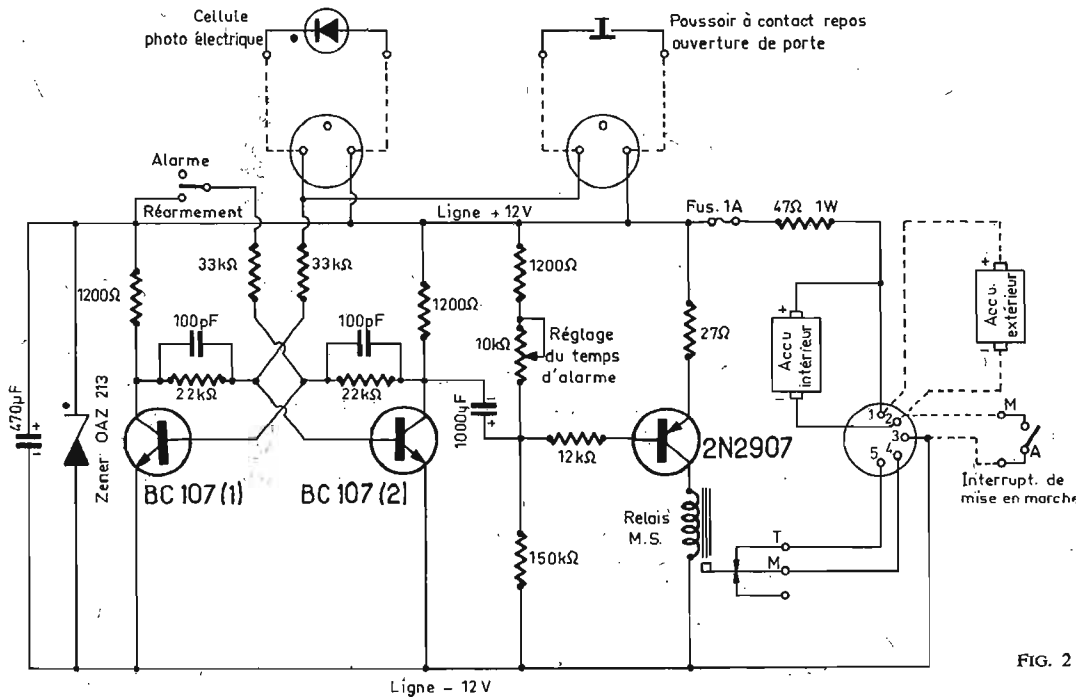 Cellule
photo électrique
Poussoir à contact repos
ouverture de porte
Alarme
Réarmement
Ligne + 12V
Fus. 1A
47Ω 1W
33kΩ
33kΩ
1200Ω
1200Ω
1200Ω
100pF
100pF
22kΩ
22kΩ
10kΩ
Réglage
du temps
d'alarme
27Ω
+
Accu
intérieur
-
+
Accu
extérieur
-
470µF
+
-
Zener OAZ 213
1000µF
-
+
12kΩ
BC 107 (1)
BC 107 (2)
2N2907
1
2
3
4
5
M
A
Interrupt. de
mise en marche
Relais
M.S.
T
M
150kΩ
Ligne - 12 V
FIG. 2